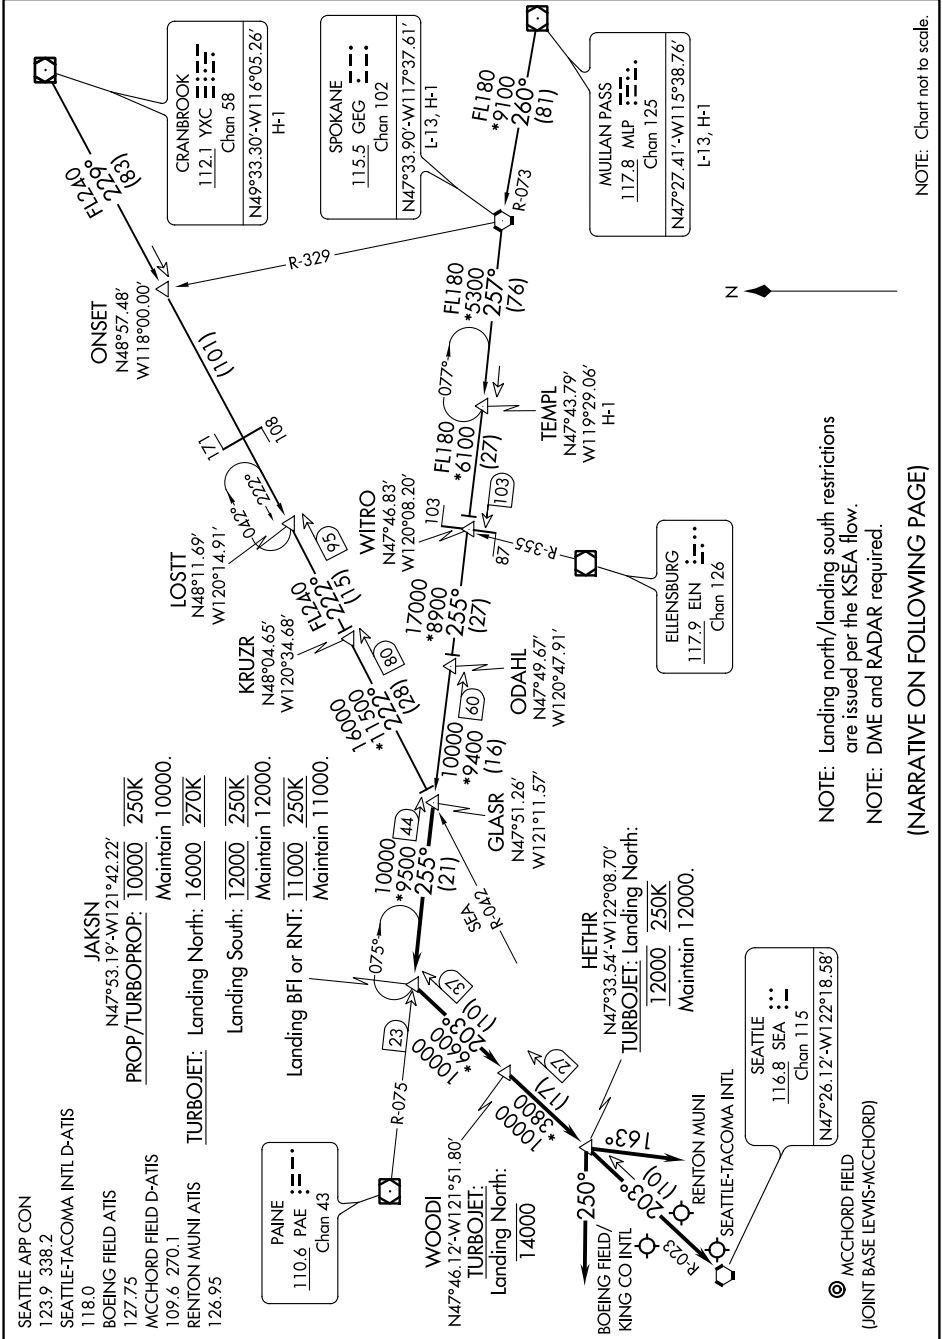 SEATTLE APP CON
123.9 338.2
SEATTLE-TACOMA INTL D-ATIS
118.0
BOEING FIELD ATIS
127.75
MCCHORD FIELD D-ATIS
109.6 270.1
RENTON MUNI ATIS
126.95
JAKSN
N47°53.19'-W121°42.22'
PROP/TURBOPROP: 10000 250K
Maintain 10000.
TURBOJET: Landing North: 16000 270K
Landing South: 12000 250K
Maintain 12000.
Landing BFI or RNT: 11000 250K
Maintain 11000.
CRANBROOK
112.1 YXC
Chan 58
N49°33.30'-W116°05.26'
H-1
FL240
229°
(83)
ONSET
N48°57.48'
W118°00.00'
(101)
171
108
R-329
SPOKANE
115.5 GEG
Chan 102
N47°33.90'-W117°37.61'
L-13, H-1
MULLAN PASS
117.8 MLP
Chan 125
N47°27.41'-W115°38.76'
L-13, H-1
FL180
*9100
260°
(81)
R-073
FL180
*5300
257°
(76)
LOSTT
N48°11.69'
W120°14.91'
042°
222°
95
FL240
222°
(15)
KRUZR
N48°04.65'
W120°34.68'
80
16000
*11500
222°
(28)
077°
TEMPL
N47°43.79'
W119°29.06'
H-1
FL180
*6100
(27)
103
WITRO
N47°46.83'
W120°08.20'
103
87
R-355
ELLENSBURG
117.9 ELN
Chan 126
17000
*8900
255°
(27)
ODAHL
N47°49.67'
W120°47.91'
60
10000
*9400
(16)
GLASR
N47°51.26'
W121°11.57'
44
SEA
R-042
10000
*9500
255°
(21)
075°
37
23
R-075
PAINE
110.6 PAE
Chan 43
10000
*6600
203°
(10)
WOODI
N47°46.12'-W121°51.80'
TURBOJET:
Landing North:
14000
27
10000
*3800
(17)
HETHR
N47°33.54'-W122°08.70'
TURBOJET: Landing North:
12000 250K
Maintain 12000.
250°
163°
203°
(10)
R-023
BOEING FIELD/
KING CO INTL
RENTON MUNI
SEATTLE-TACOMA INTL
SEATTLE
116.8 SEA
Chan 115
N47°26.12'-W122°18.58'
MCCHORD FIELD
(JOINT BASE LEWIS-MCCHORD)
N
NOTE: Landing north/landing south restrictions
are issued per the KSEA flow.
NOTE: DME and RADAR required.
(NARRATIVE ON FOLLOWING PAGE)
NOTE: Chart not to scale.